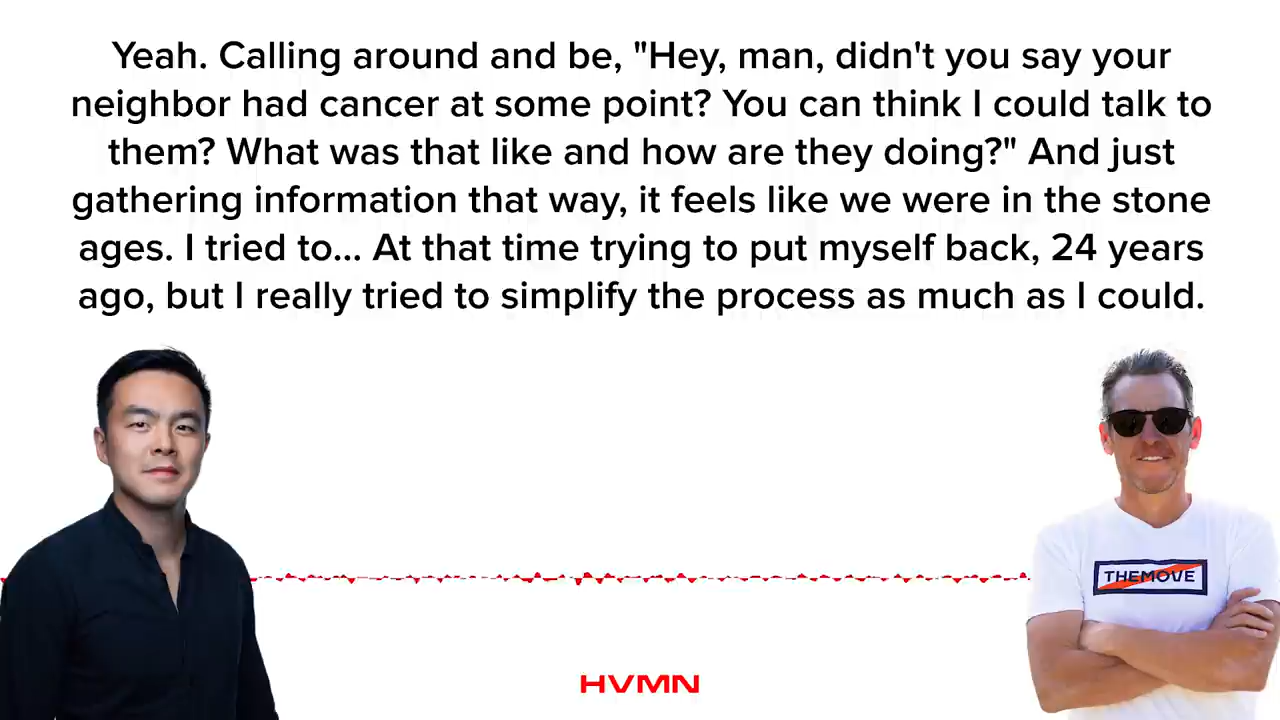 Yeah. Calling around and be, "Hey, man, didn't you say your
neighbor had cancer at some point? You can think I could talk to
them? What was that like and how are they doing?" And just
gathering information that way, it feels like we were in the stone
ages. I tried to... At that time trying to put myself back, 24 years
ago, but I really tried to simplify the process as much as I could.
THEMOVE
HVMN